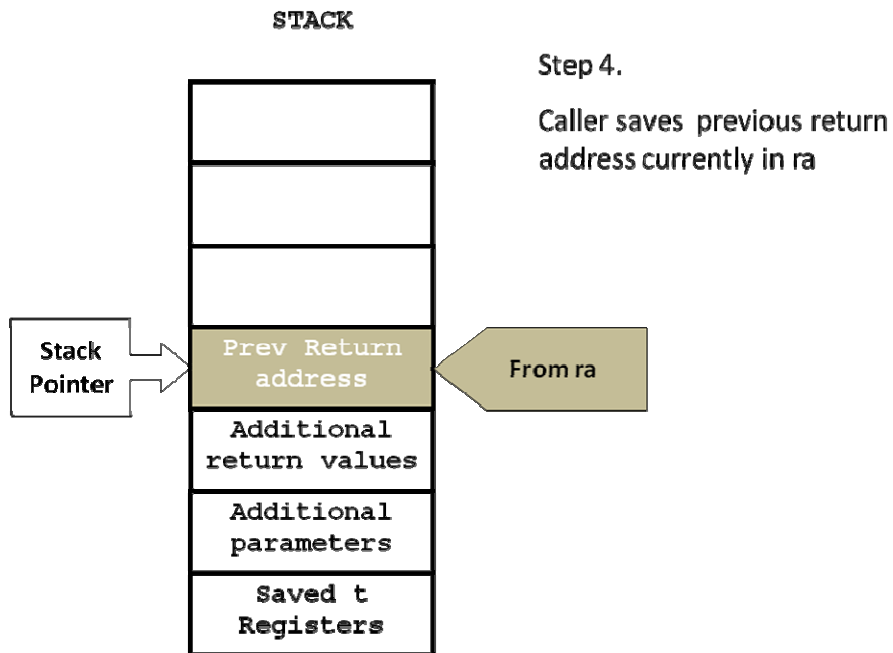 STACK
Step 4.
Caller saves previous return
address currently in ra
Stack
Pointer
Prev Return
address
From ra
Additional
return values
Additional
parameters
Saved t
Registers